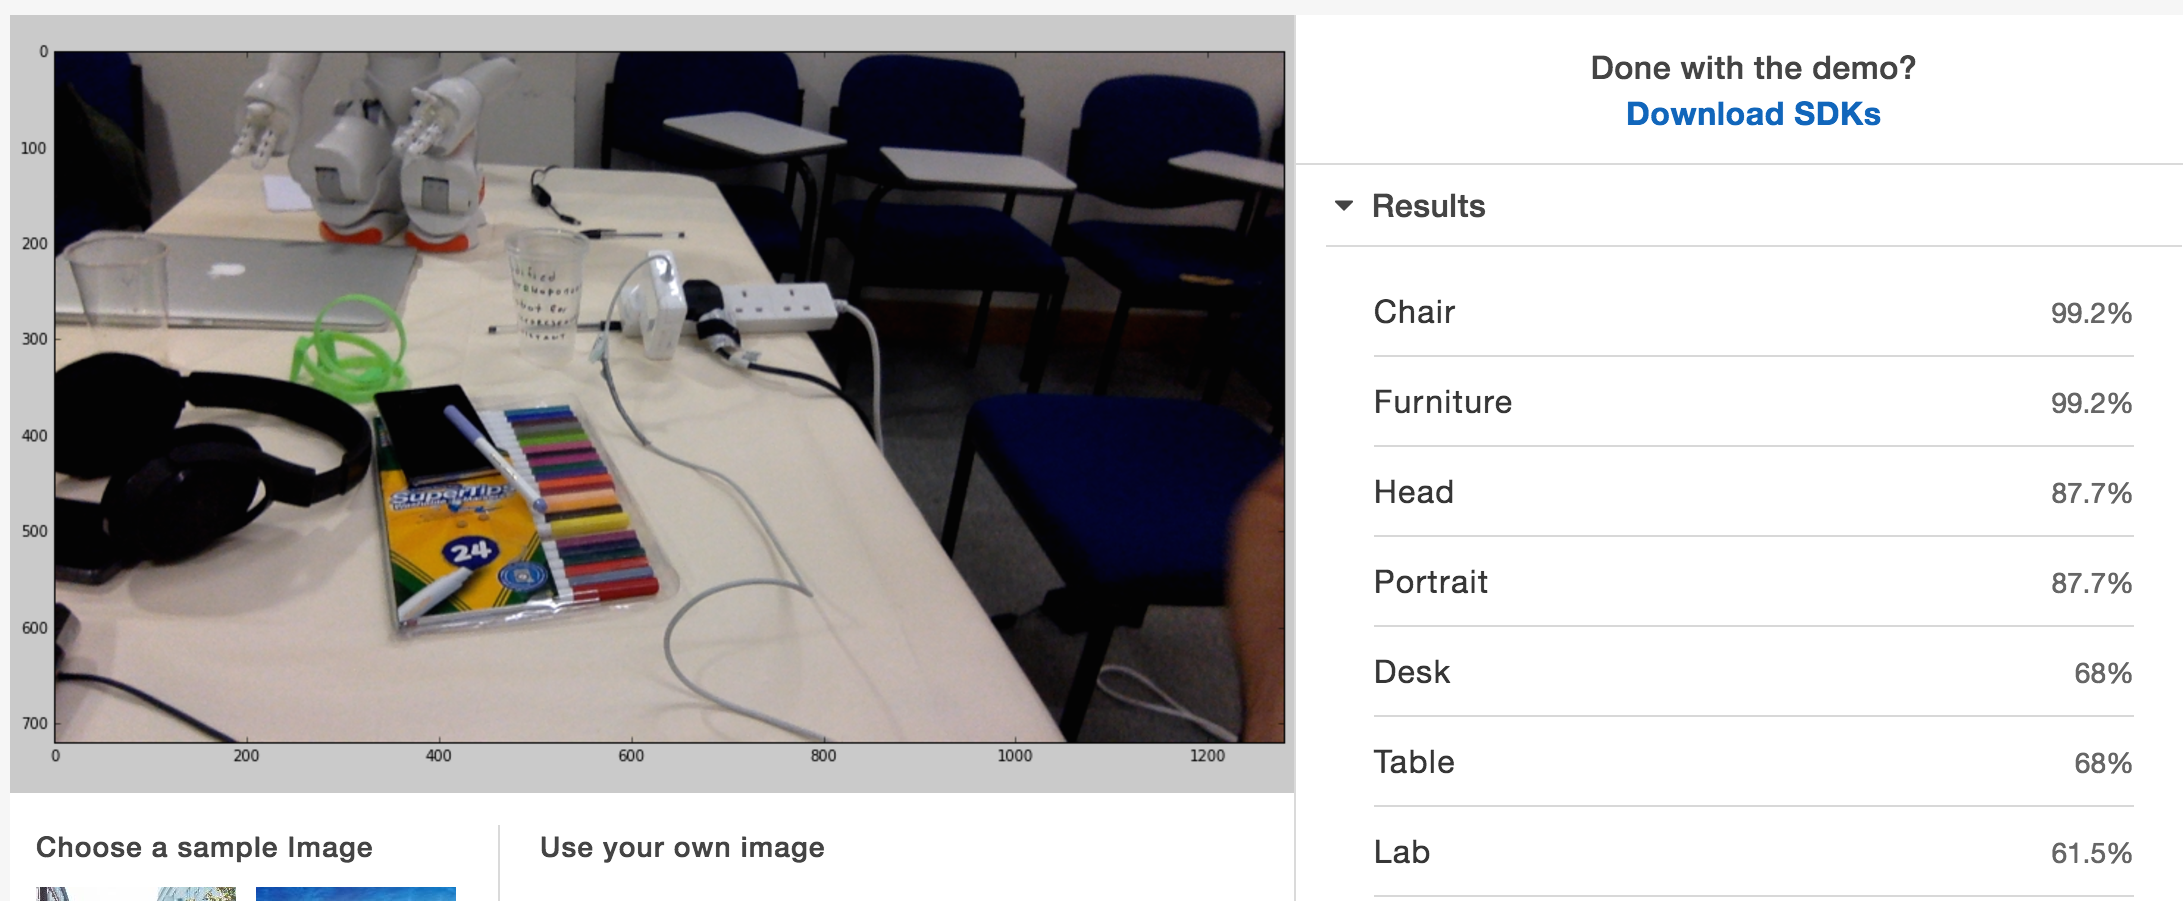 0
100
200
300
400
500
600
700
0
200
400
600
800
1000
1200
SuperTips
24
Choose a sample Image
Use your own image
Done with the demo?
Download SDKs
Results
Chair 99.2%
Furniture 99.2%
Head 87.7%
Portrait 87.7%
Desk 68%
Table 68%
Lab 61.5%